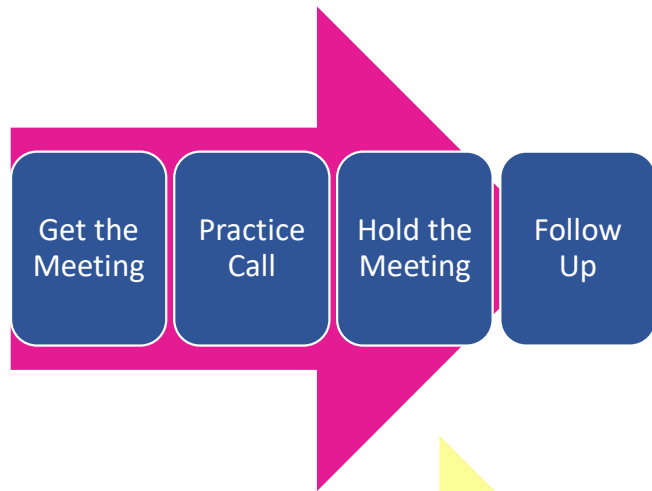 Get the
Meeting
Practice
Call
Hold the
Meeting
Follow
Up